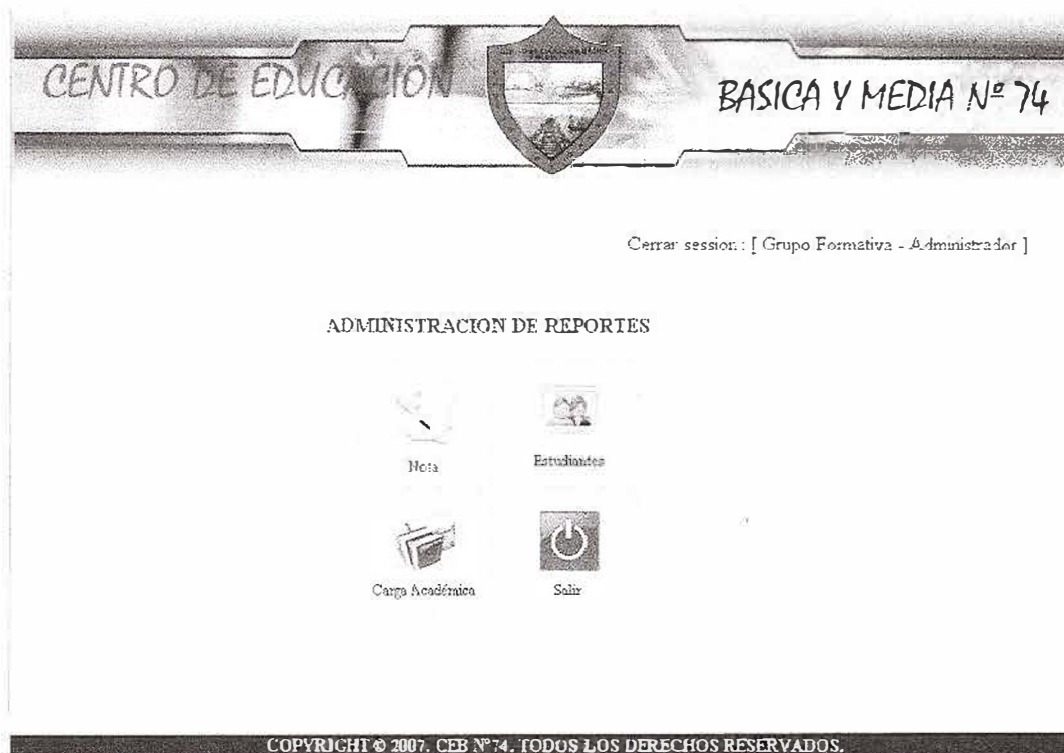 CENTRO DE EDUCACIÓN
BASICA Y MEDIA Nº 74
Cerrar session : [ Grupo Formativa - Administrador ]
ADMINISTRACION DE REPORTES
Nota
Estudiantes
Carga Académica
Salir
COPYRIGHT © 2007. CEB Nº74. TODOS LOS DERECHOS RESERVADOS.